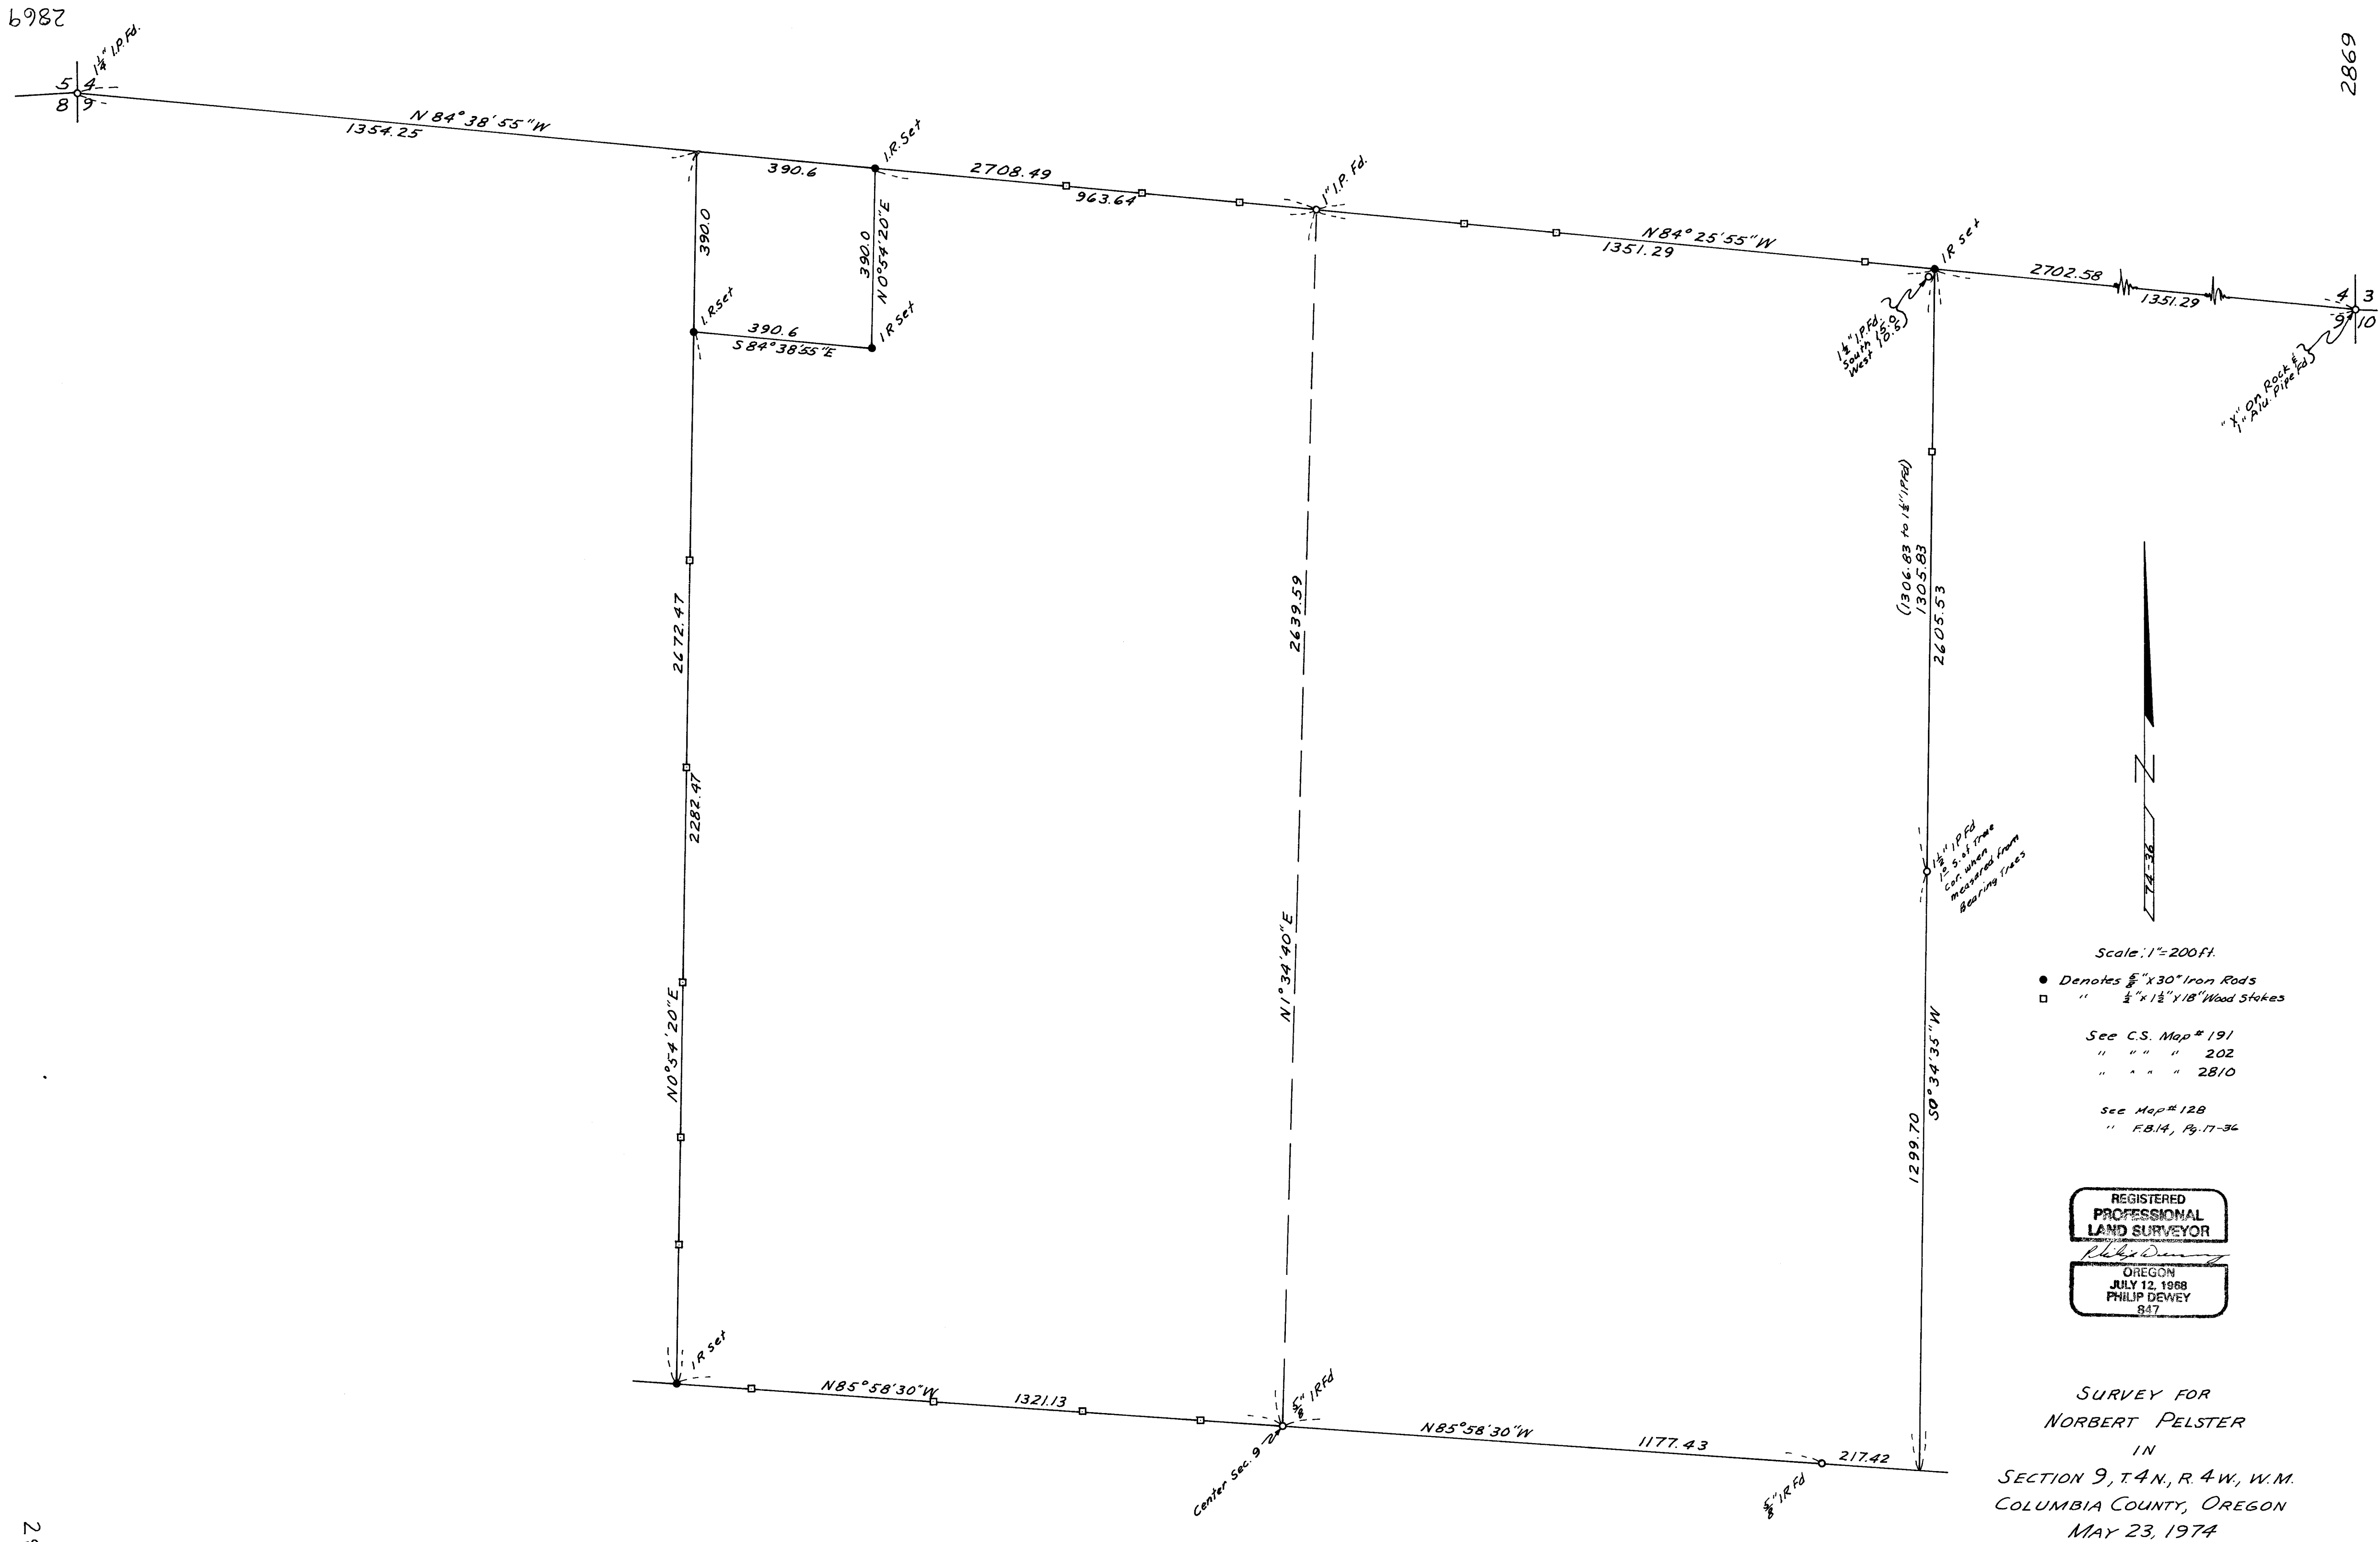 2869
2869
1¼" I.P. Fd.
5 4
8 9
N 84° 38' 55" W
1354.25
390.6
I.R. Set
2708.49
963.64
1" I.P. Fd.
N 84° 25' 55" W
1351.29
I R Set
2702.58
1351.29
4 3
9 10
1½" I.P. Fd.
South 15.0
West 10.5
"X" On Rock &
1" Alu. Pipe Fd
390.0
390.0
N 0° 54' 20" E
I. R. Set
390.6
S 84° 38' 55" E
I R Set
2672.47
2282.47
N 0° 54' 20" E
2639.59
N 1° 34' 40" E
(1306.83 to 1½" I P Fd)
1305.83
2605.53
1½" I P Fd
1.0 S. of True
Cor. when
measured from
Bearing Trees
S 0° 34' 35" W
1299.70
I R Set
N 85° 58' 30" W
1321.13
⅝" I R Fd
Center Sec. 9
N 85° 58' 30" W
1177.43
217.42
⅝" I R Fd
N
74-36
Scale: 1"=200 ft.
Denotes ⅝" x 30" Iron Rods
" ½" x 1½" x 18" Wood Stakes
See C.S. Map # 191
" " " " 202
" " " " 2810
See Map # 128
" F.B.14, Pg. 17-36
REGISTERED
PROFESSIONAL
LAND SURVEYOR
Philip Dewey
OREGON
JULY 12, 1968
PHILIP DEWEY
847
SURVEY FOR
NORBERT PELSTER
IN
SECTION 9, T. 4 N., R. 4 W., W.M.
COLUMBIA COUNTY, OREGON
MAY 23, 1974